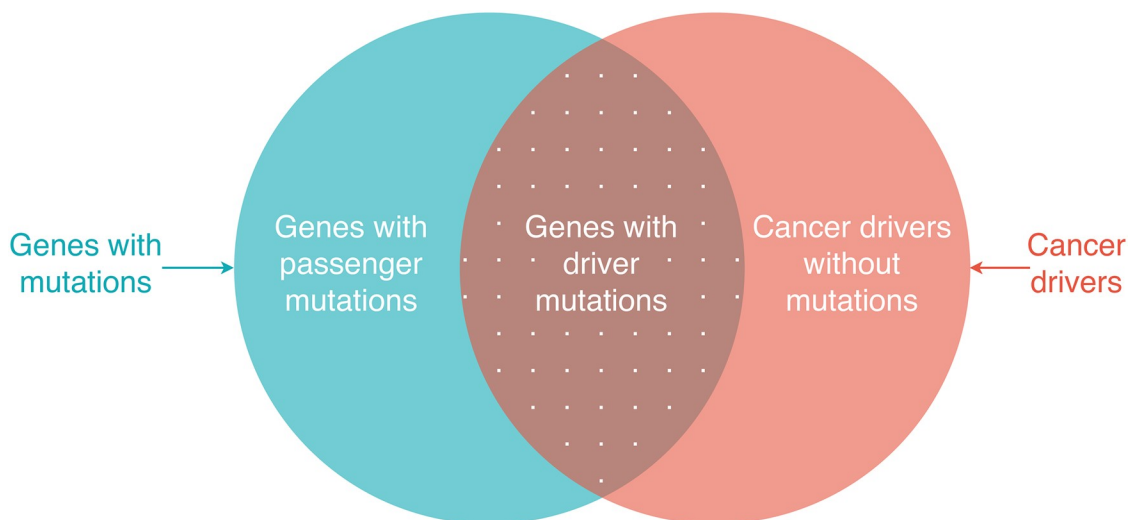 Genes with
mutations
Genes with
passenger
mutations
Genes with
driver
mutations
Cancer drivers
without
mutations
Cancer
drivers